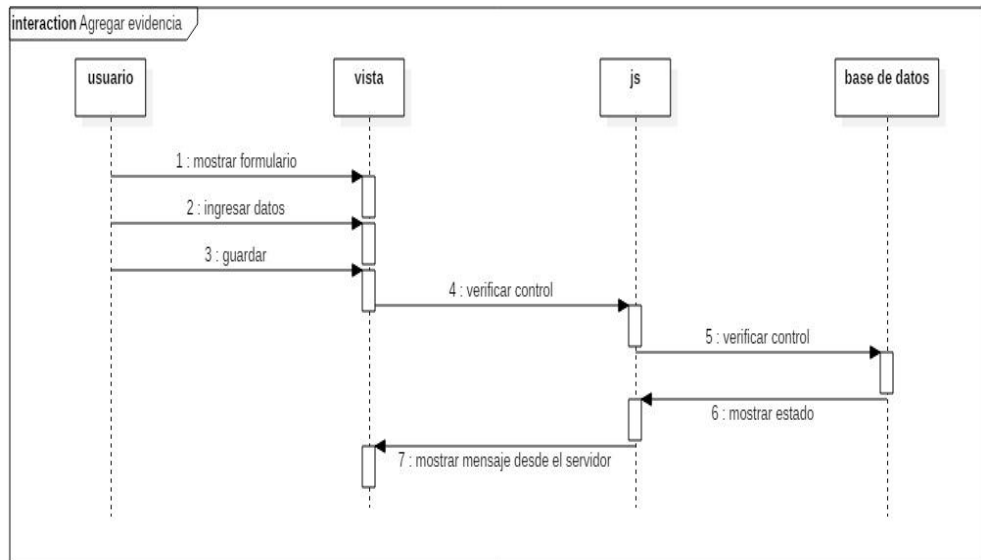 interaction Agregar evidencia
usuario
vista
js
base de datos
1 : mostrar formulario
2 : ingresar datos
3 : guardar
4 : verificar control
5 : verificar control
6 : mostrar estado
7 : mostrar mensaje desde el servidor